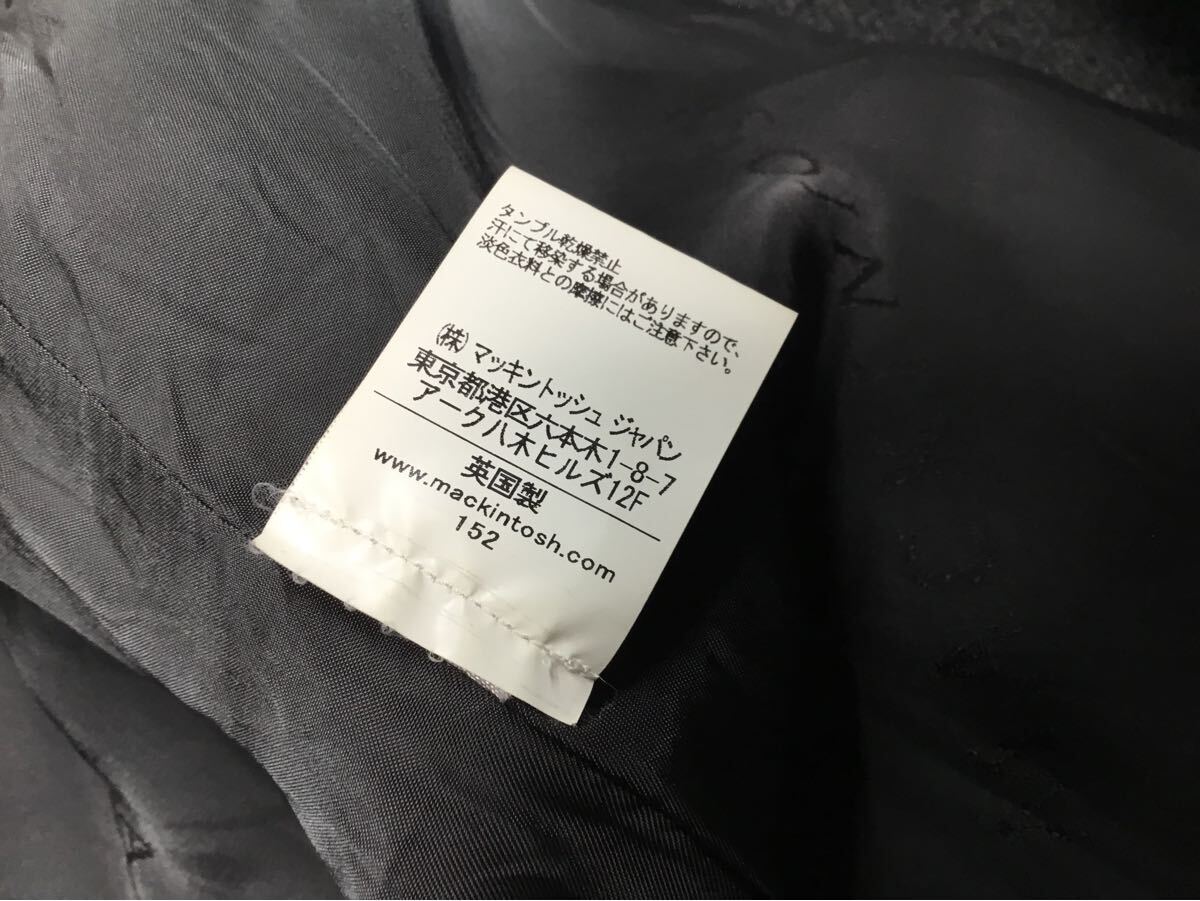 タンブル乾燥禁止
汗にて移染する場合がありますので、
淡色衣料との摩擦にはご注意下さい。
(株)マッキントッシュ ジャパン
東京都港区六本木1-8-7
アーク八木ヒルズ12F
英国製
www.mackintosh.com
152